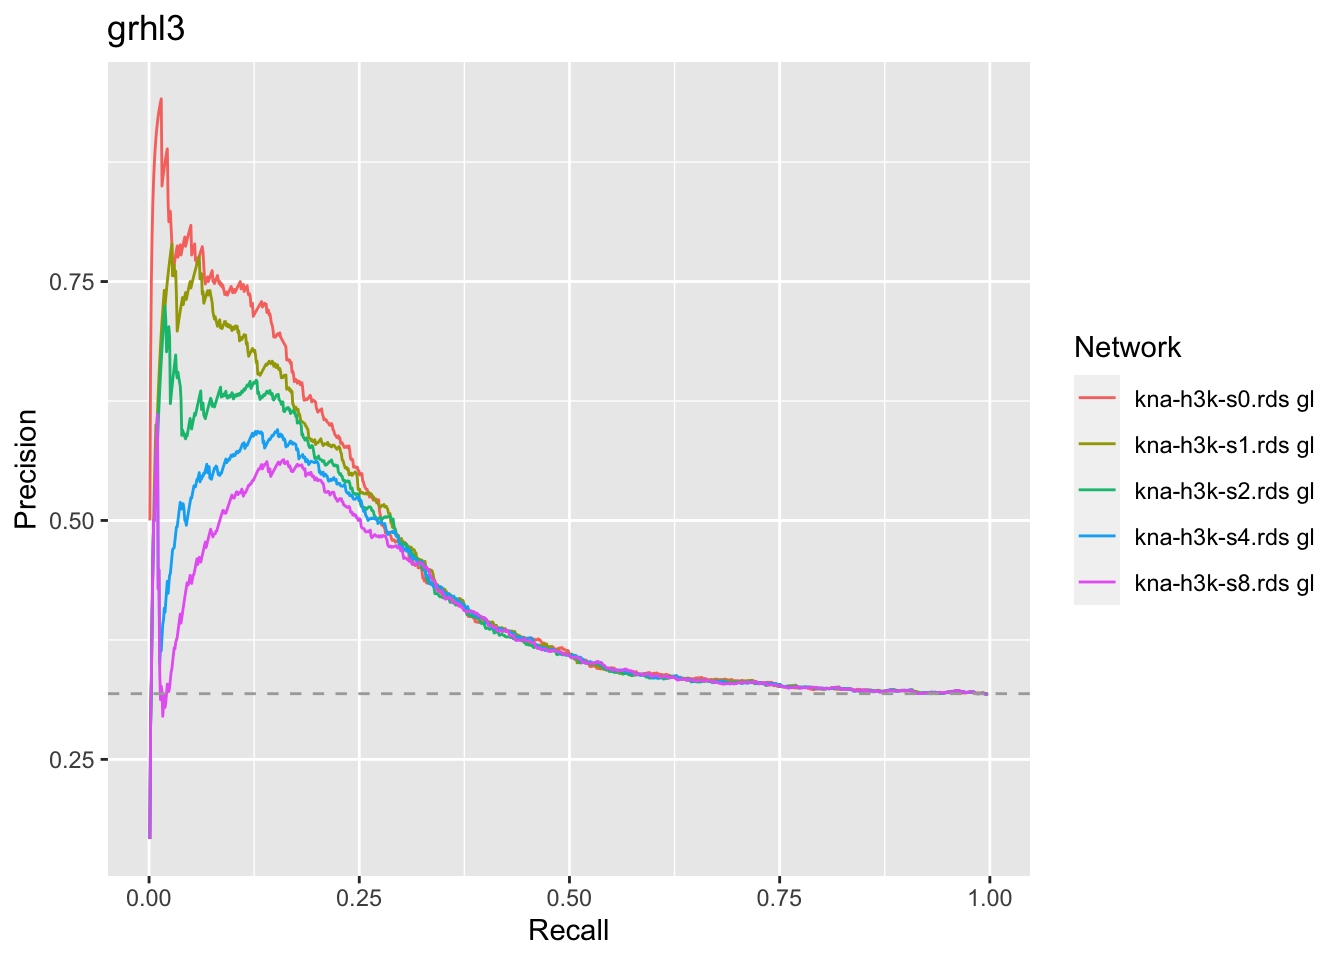 grhl3
0.75
0.50
0.25
Precision
0.00 0.25 0.50 0.75 1.00
Recall
Network
kna-h3k-s0.rds gl
kna-h3k-s1.rds gl
kna-h3k-s2.rds gl
kna-h3k-s4.rds gl
kna-h3k-s8.rds gl